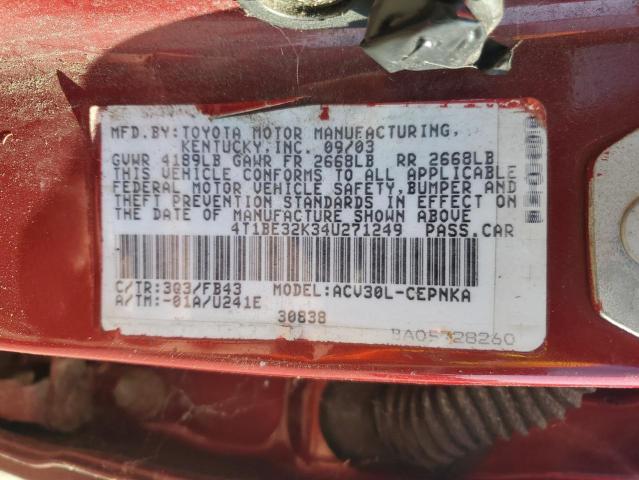 MFD.BY:TOYOTA MOTOR MANUFACTURING,
KENTUCKY,INC. 09/03
GVWR 4189LB GAWR FR 2668LB RR 2668LB
THIS VEHICLE CONFORMS TO ALL APPLICABLE
FEDERAL MOTOR VEHICLE SAFETY,BUMPER AND
THEFT PREVENTION STANDARDS IN EFFECT ON
THE DATE OF MANUFACTURE SHOWN ABOVE
4T1BE32K34U271249 PASS.CAR
C/TR:3Q3/FB43 MODEL:ACV30L-CEPNKA
A/TM:-01A/U241E
30838
BA05728260